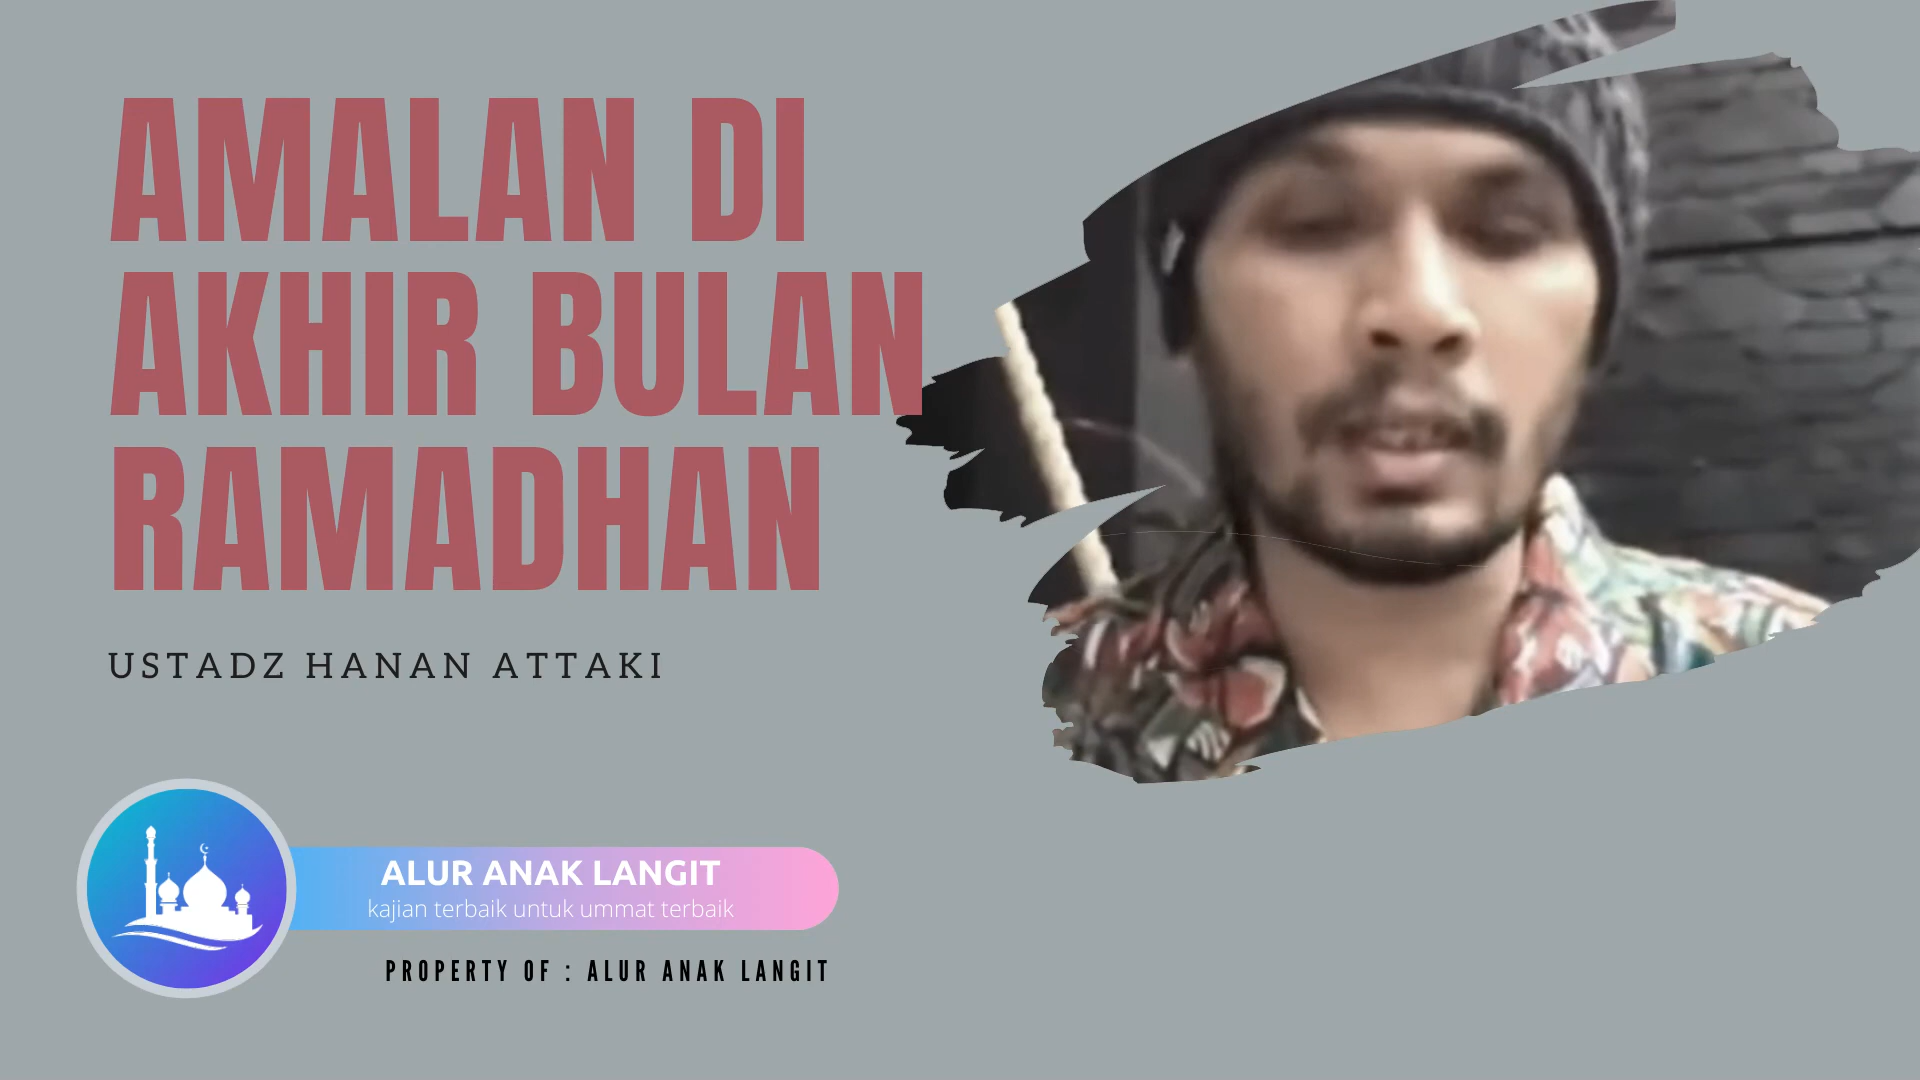 AMALAN DI
AKHIR BULAN
RAMADHAN
USTADZ HANAN ATTAKI
ALUR ANAK LANGIT
kajian terbaik untuk ummat terbaik
PROPERTY OF : ALUR ANAK LANGIT